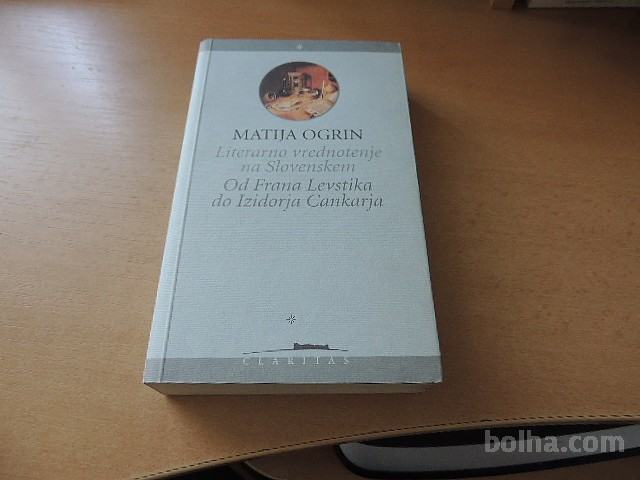 MATIJA OGRIN
Literarno vrednotenje
na Slovenskem
Od Frana Levstika
do Izidorja Cankarja
*
CLARITAS
bolha.com